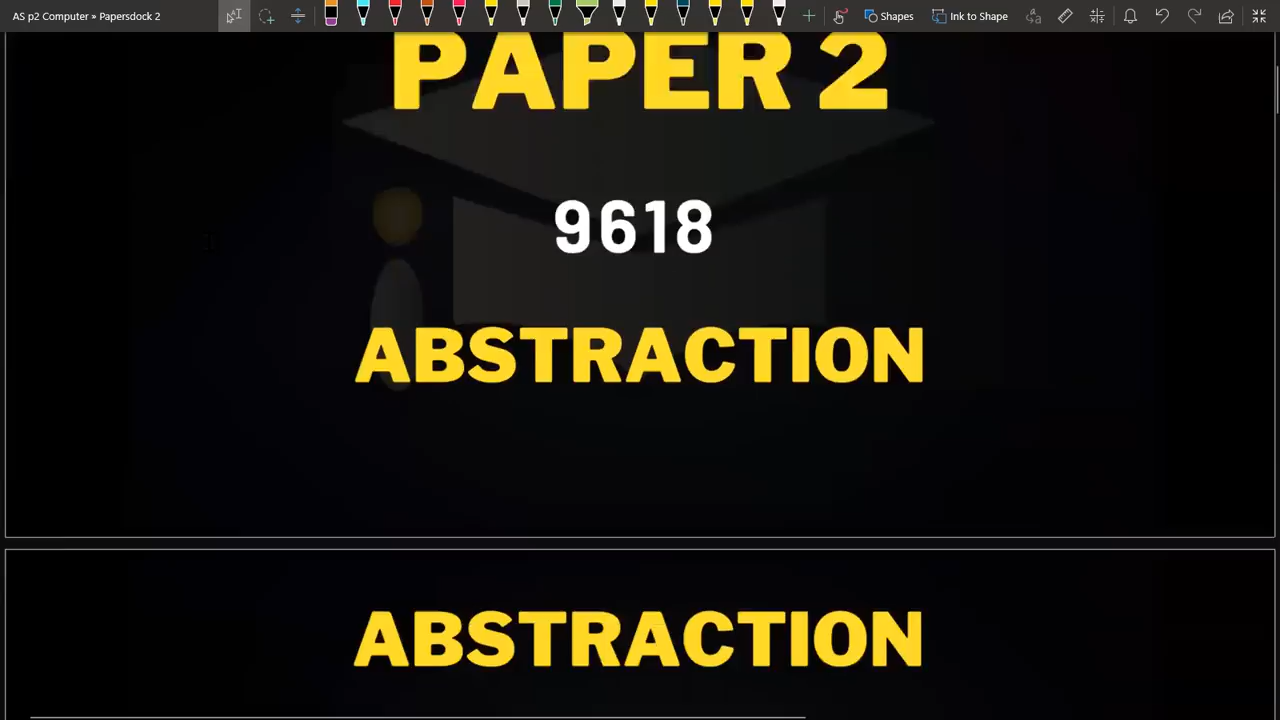 AS p2 Computer » Papersdock 2
Shapes
Ink to Shape
PAPER 2
9618
ABSTRACTION
ABSTRACTION